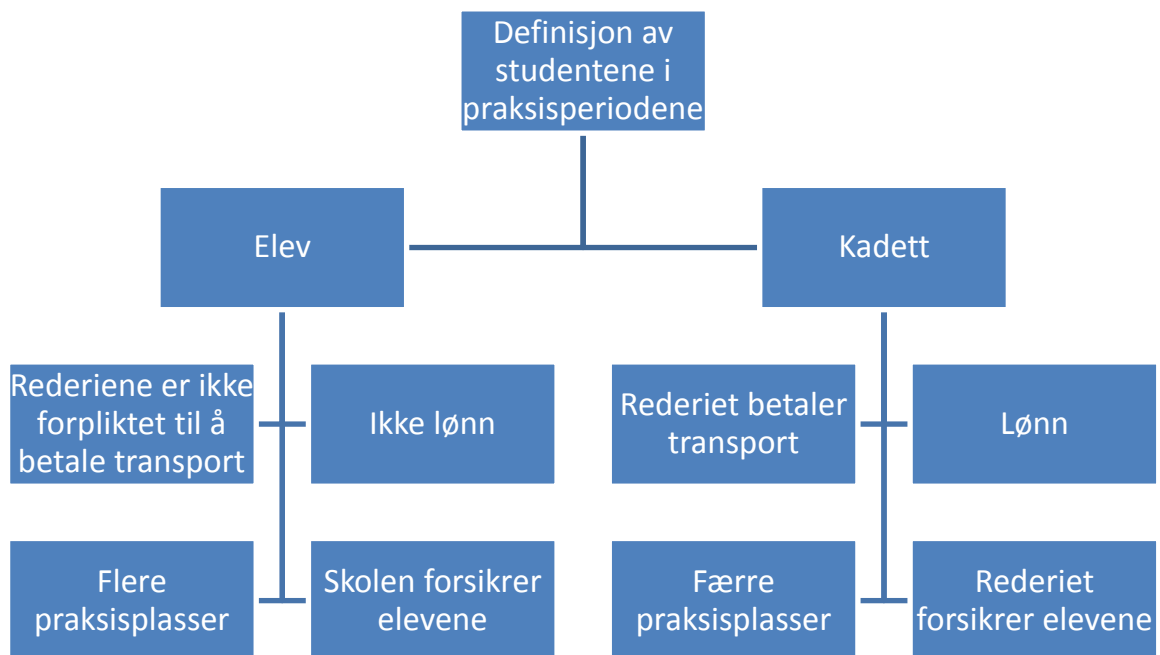 Definisjon av
studentene i
praksisperiodene
Elev
Kadett
Rederiene er ikke
forpliktet til å
betale transport
Ikke lønn
Rederiet betaler
transport
Lønn
Flere
praksisplasser
Skolen forsikrer
elevene
Færre
praksisplasser
Rederiet
forsikrer elevene